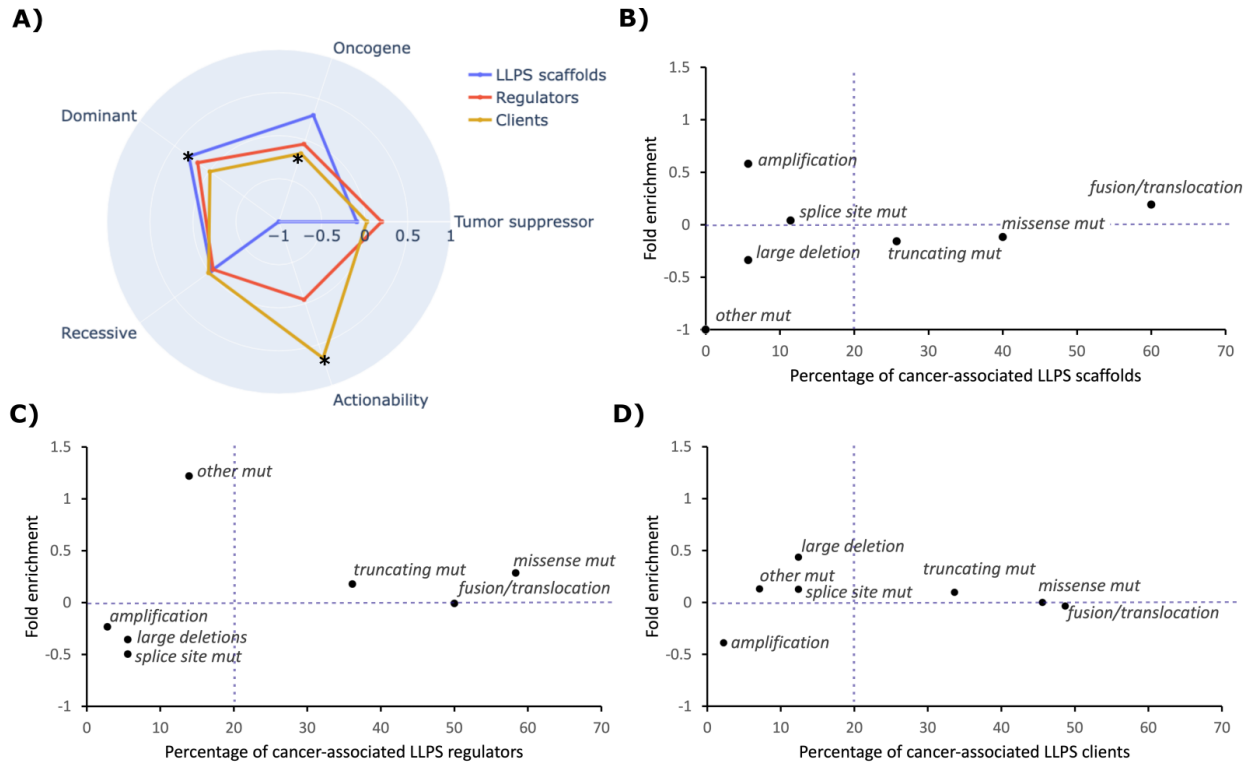 A)
Oncogene
LLPS scaffolds
Regulators
Clients
Dominant
*
*
Tumor suppressor
−1 −0.5 0 0.5 1
Recessive
*
Actionability
B)
1.5
1
0.5
0
-0.5
-1
Fold enrichment
amplification
fusion/translocation
splice site mut
missense mut
large deletion
truncating mut
other mut
0 10 20 30 40 50 60 70
Percentage of cancer-associated LLPS scaffolds
C)
1.5
1
0.5
0
-0.5
-1
Fold enrichment
other mut
truncating mut
missense mut
fusion/translocation
amplification
large deletions
splice site mut
0 10 20 30 40 50 60 70
Percentage of cancer-associated LLPS regulators
D)
1.5
1
0.5
0
-0.5
-1
Fold enrichment
large deletion
other mut
splice site mut
truncating mut
missense mut
fusion/translocation
amplification
0 10 20 30 40 50 60 70
Percentage of cancer-associated LLPS clients